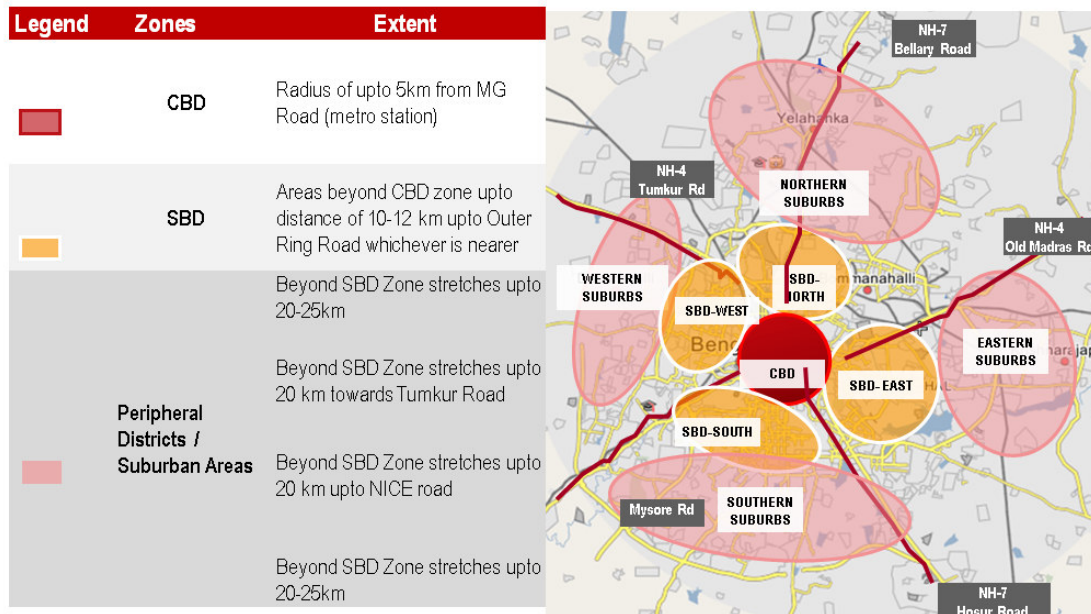 Legend Zones Extent
CBD
Radius of upto 5km from MG
Road (metro station)
SBD
Areas beyond CBD zone upto
distance of 10-12 km upto Outer
Ring Road whichever is nearer
Peripheral
Districts /
Suburban Areas
Beyond SBD Zone stretches upto
20-25km
Beyond SBD Zone stretches upto
20 km towards Tumkur Road
Beyond SBD Zone stretches upto
20 km upto NICE road
Beyond SBD Zone stretches upto
20-25km
NH-7
Bellary Road
Yelahanka
NH-4
Tumkur Rd
NORTHERN
SUBURBS
NH-4
Old Madras Rd
WESTERN
SUBURBS
SBD-
NORTH
mmanahalli
SBD-WEST
Beng
CBD
SBD-EAST
HAL
EASTERN
SUBURBS
narajap
SBD-SOUTH
Mysore Rd
SOUTHERN
SUBURBS
NH-7
Hosur Road